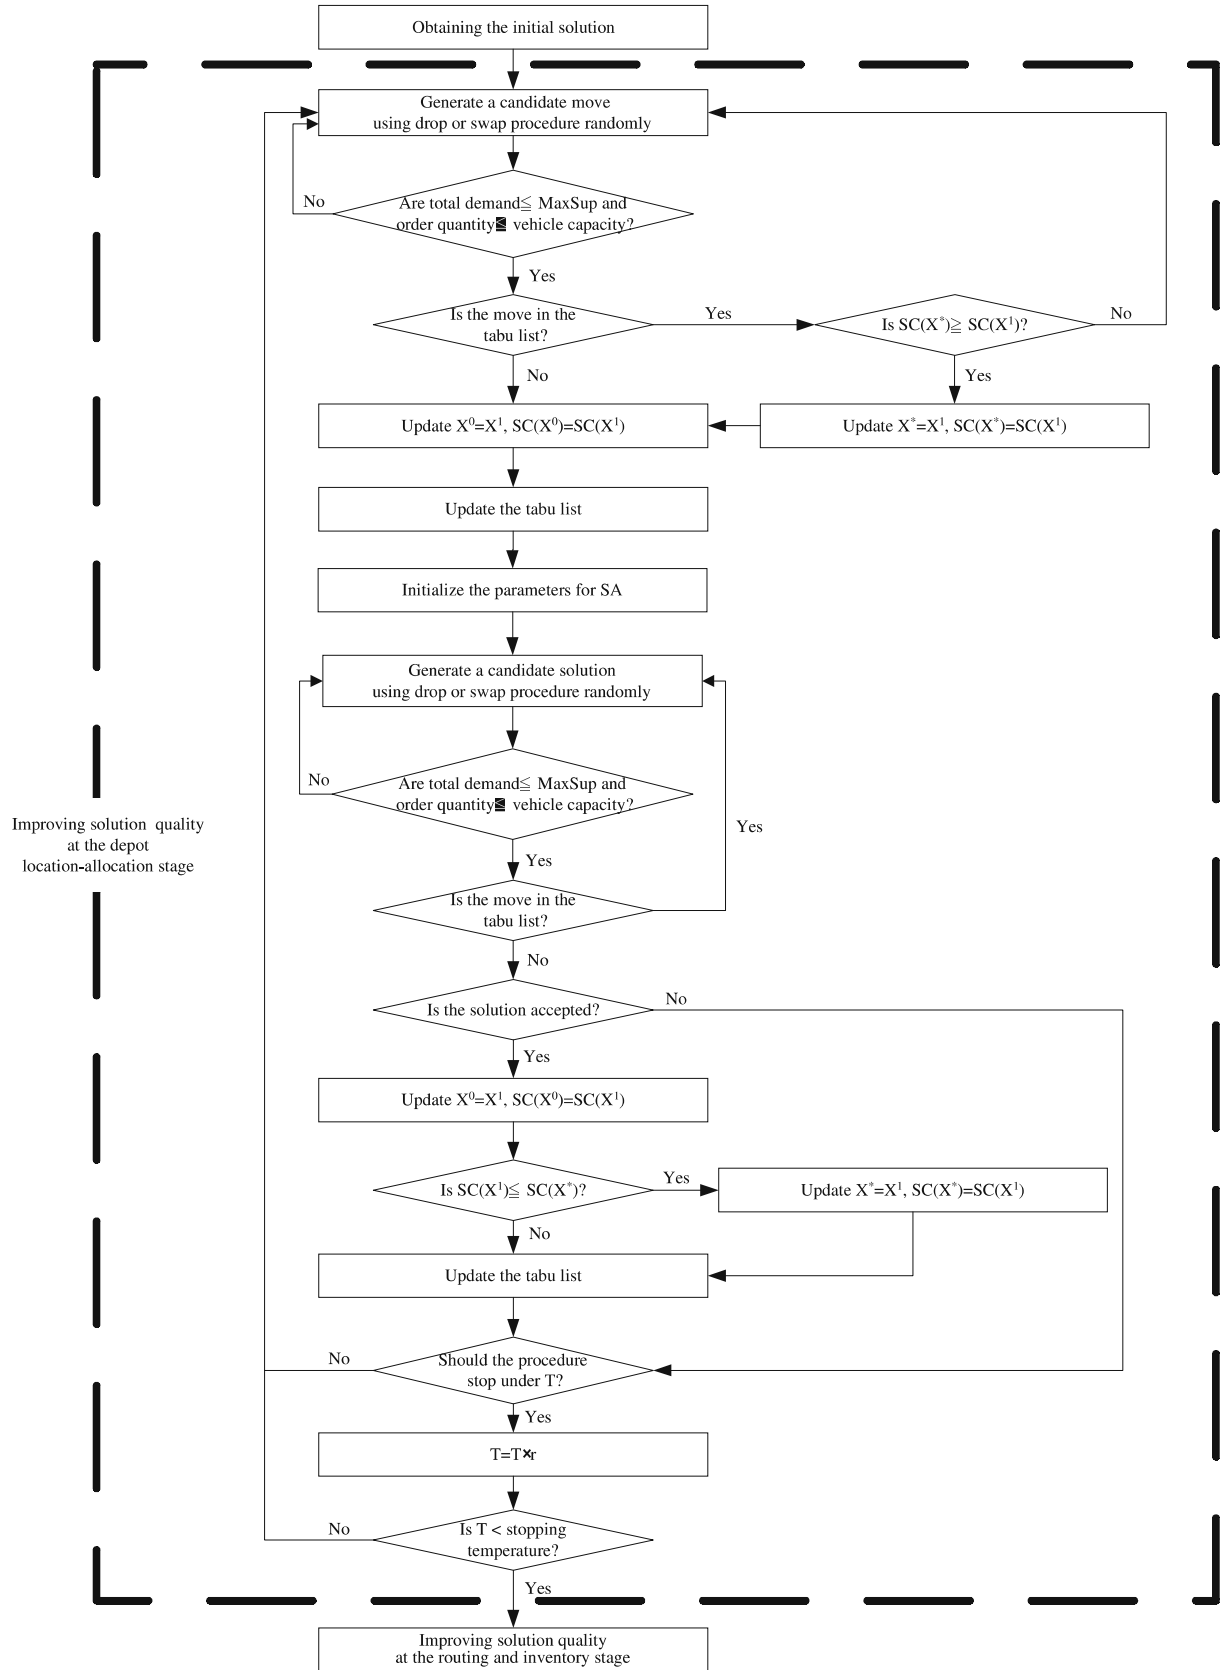 Obtaining the initial solution
Generate a candidate move
using drop or swap procedure randomly
No
Are total demand≦ MaxSup and
order quantity≦ vehicle capacity?
Yes
Is the move in the
tabu list?
Yes
Is SC(X*)≧ SC(X¹)?
No
No
Yes
Update X⁰=X¹, SC(X⁰)=SC(X¹)
Update X*=X¹, SC(X*)=SC(X¹)
Update the tabu list
Initialize the parameters for SA
Generate a candidate solution
using drop or swap procedure randomly
No
Are total demand≦ MaxSup and
order quantity≦ vehicle capacity?
Yes
Improving solution quality
at the depot
location-allocation stage
Yes
Is the move in the
tabu list?
No
Is the solution accepted?
No
Yes
Update X⁰=X¹, SC(X⁰)=SC(X¹)
Is SC(X¹)≦ SC(X*)?
Yes
Update X*=X¹, SC(X*)=SC(X¹)
No
Update the tabu list
No
Should the procedure
stop under T?
Yes
T=T×r
No
Is T < stopping
temperature?
Yes
Improving solution quality
at the routing and inventory stage